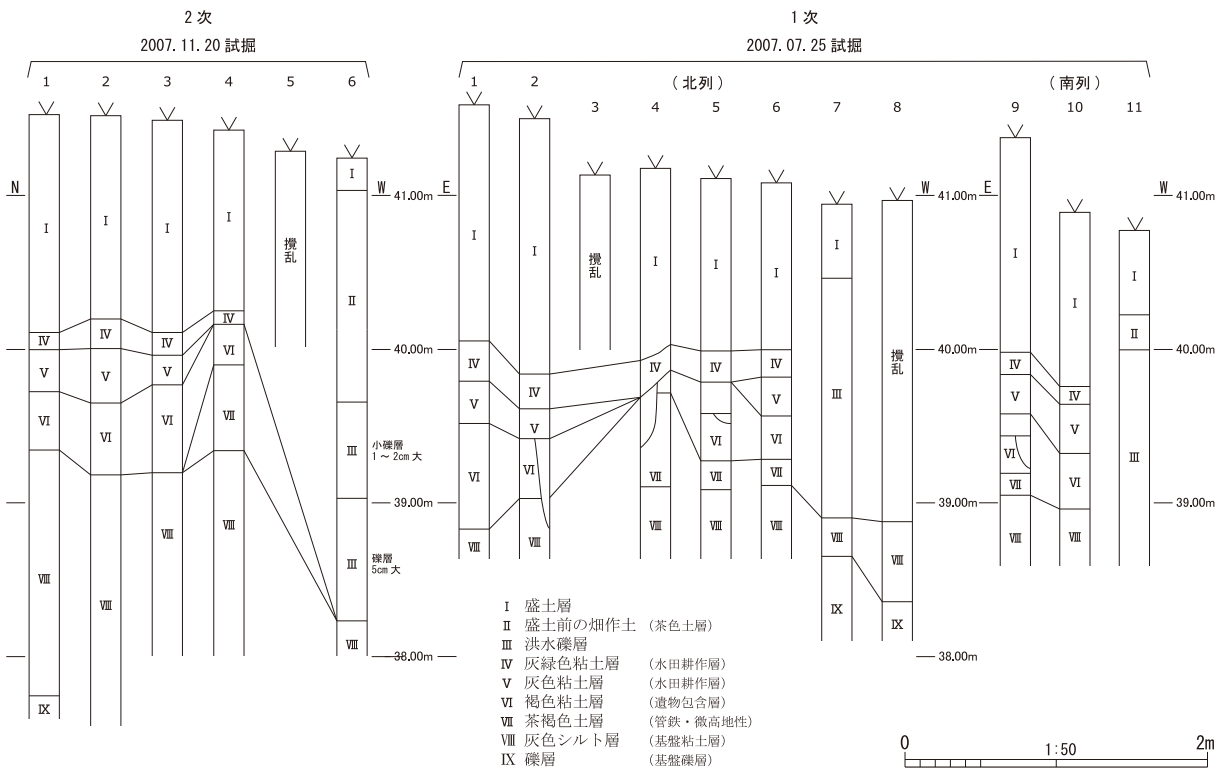 2次
2007.11.20 試掘
1次
2007.07.25 試掘
1 2 3 4 5 6
1 2 3 (北列) 4 5 6 7 8
(南列) 9 10 11
N W 41.00m E W 41.00m E W 41.00m
40.00m 40.00m 40.00m
39.00m 39.00m 39.00m
38.00m 38.00m
Ⅰ Ⅳ Ⅴ Ⅵ Ⅷ Ⅸ
Ⅰ Ⅳ Ⅴ Ⅵ Ⅷ
Ⅰ Ⅳ Ⅴ Ⅵ Ⅷ
Ⅰ Ⅳ Ⅵ Ⅶ Ⅷ
攪乱
Ⅰ Ⅱ Ⅲ Ⅲ Ⅷ
小礫層
1～2cm大
礫層
5cm大
Ⅰ Ⅳ Ⅴ Ⅵ Ⅷ
Ⅰ Ⅳ Ⅴ Ⅵ Ⅷ
攪乱
Ⅰ Ⅳ Ⅶ Ⅷ
Ⅰ Ⅳ Ⅵ Ⅶ Ⅷ
Ⅰ Ⅳ Ⅴ Ⅵ Ⅶ Ⅷ
Ⅰ Ⅲ Ⅷ Ⅸ
攪乱 Ⅷ Ⅸ
Ⅰ Ⅳ Ⅴ Ⅵ Ⅶ Ⅷ
Ⅰ Ⅳ Ⅴ Ⅵ Ⅷ
Ⅰ Ⅱ Ⅲ
Ⅰ 盛土層
Ⅱ 盛土前の畑作土 (茶色土層)
Ⅲ 洪水礫層
Ⅳ 灰緑色粘土層 (水田耕作層)
Ⅴ 灰色粘土層 (水田耕作層)
Ⅵ 褐色粘土層 (遺物包含層)
Ⅶ 茶褐色土層 (管鉄・微高地性)
Ⅷ 灰色シルト層 (基盤粘土層)
Ⅸ 礫層 (基盤礫層)
0 1:50 2m